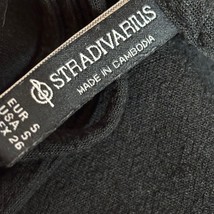 STRADIVARIUS
MADE IN CAMBODIA
EUR S
USA S
MEX 26